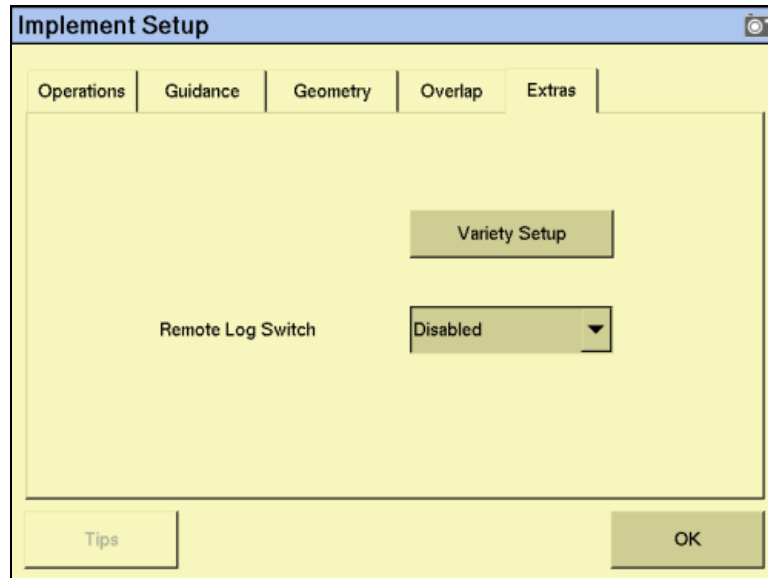 Implement Setup
Operations Guidance Geometry Overlap Extras
Variety Setup
Remote Log Switch Disabled
Tips OK